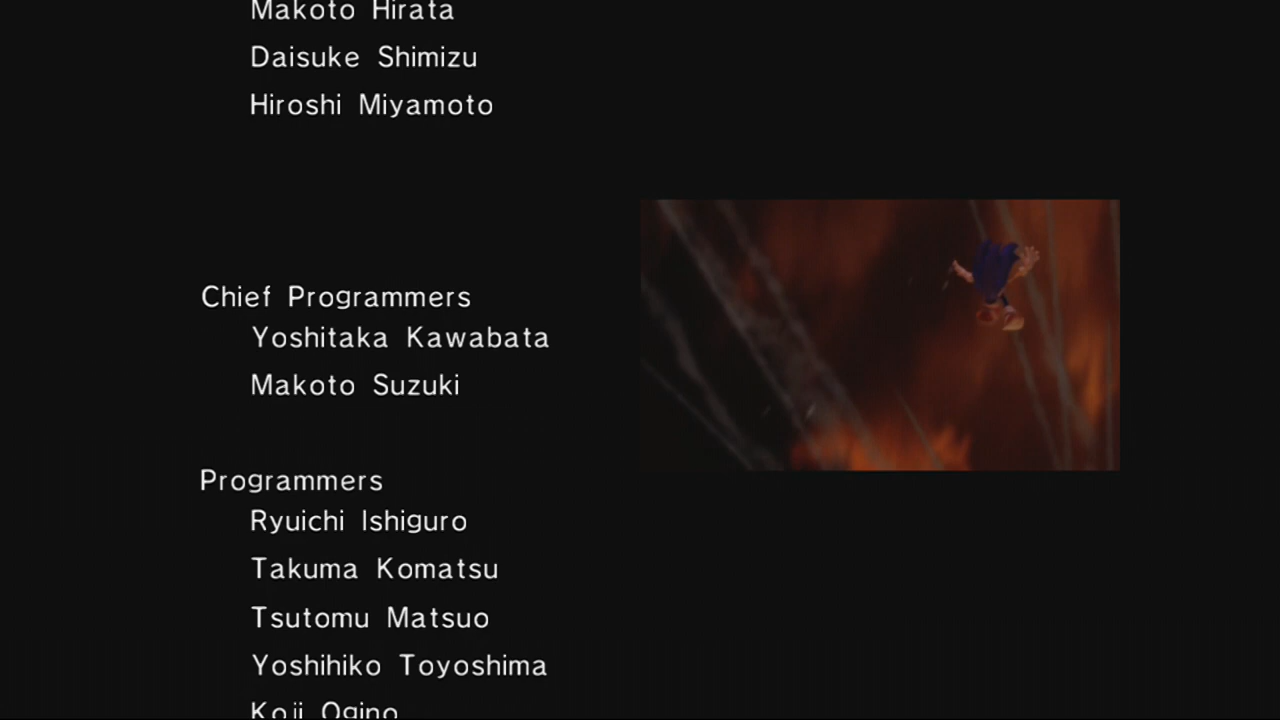 Makoto Hirata
Daisuke Shimizu
Hiroshi Miyamoto
Chief Programmers
Yoshitaka Kawabata
Makoto Suzuki
Programmers
Ryuichi Ishiguro
Takuma Komatsu
Tsutomu Matsuo
Yoshihiko Toyoshima
Koji Ogino